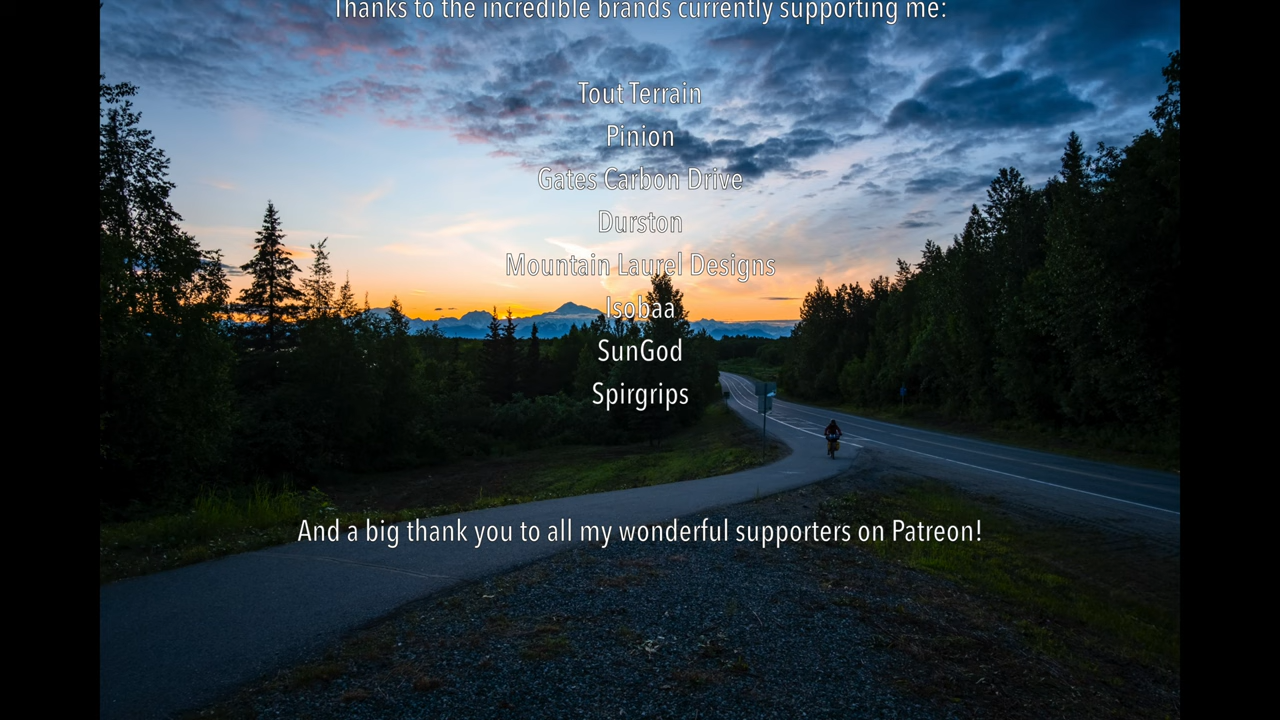 Thanks to the incredible brands currently supporting me:
Tout Terrain
Pinion
Gates Carbon Drive
Durston
Mountain Laurel Designs
Isobaa
SunGod
Spirgrips
And a big thank you to all my wonderful supporters on Patreon!